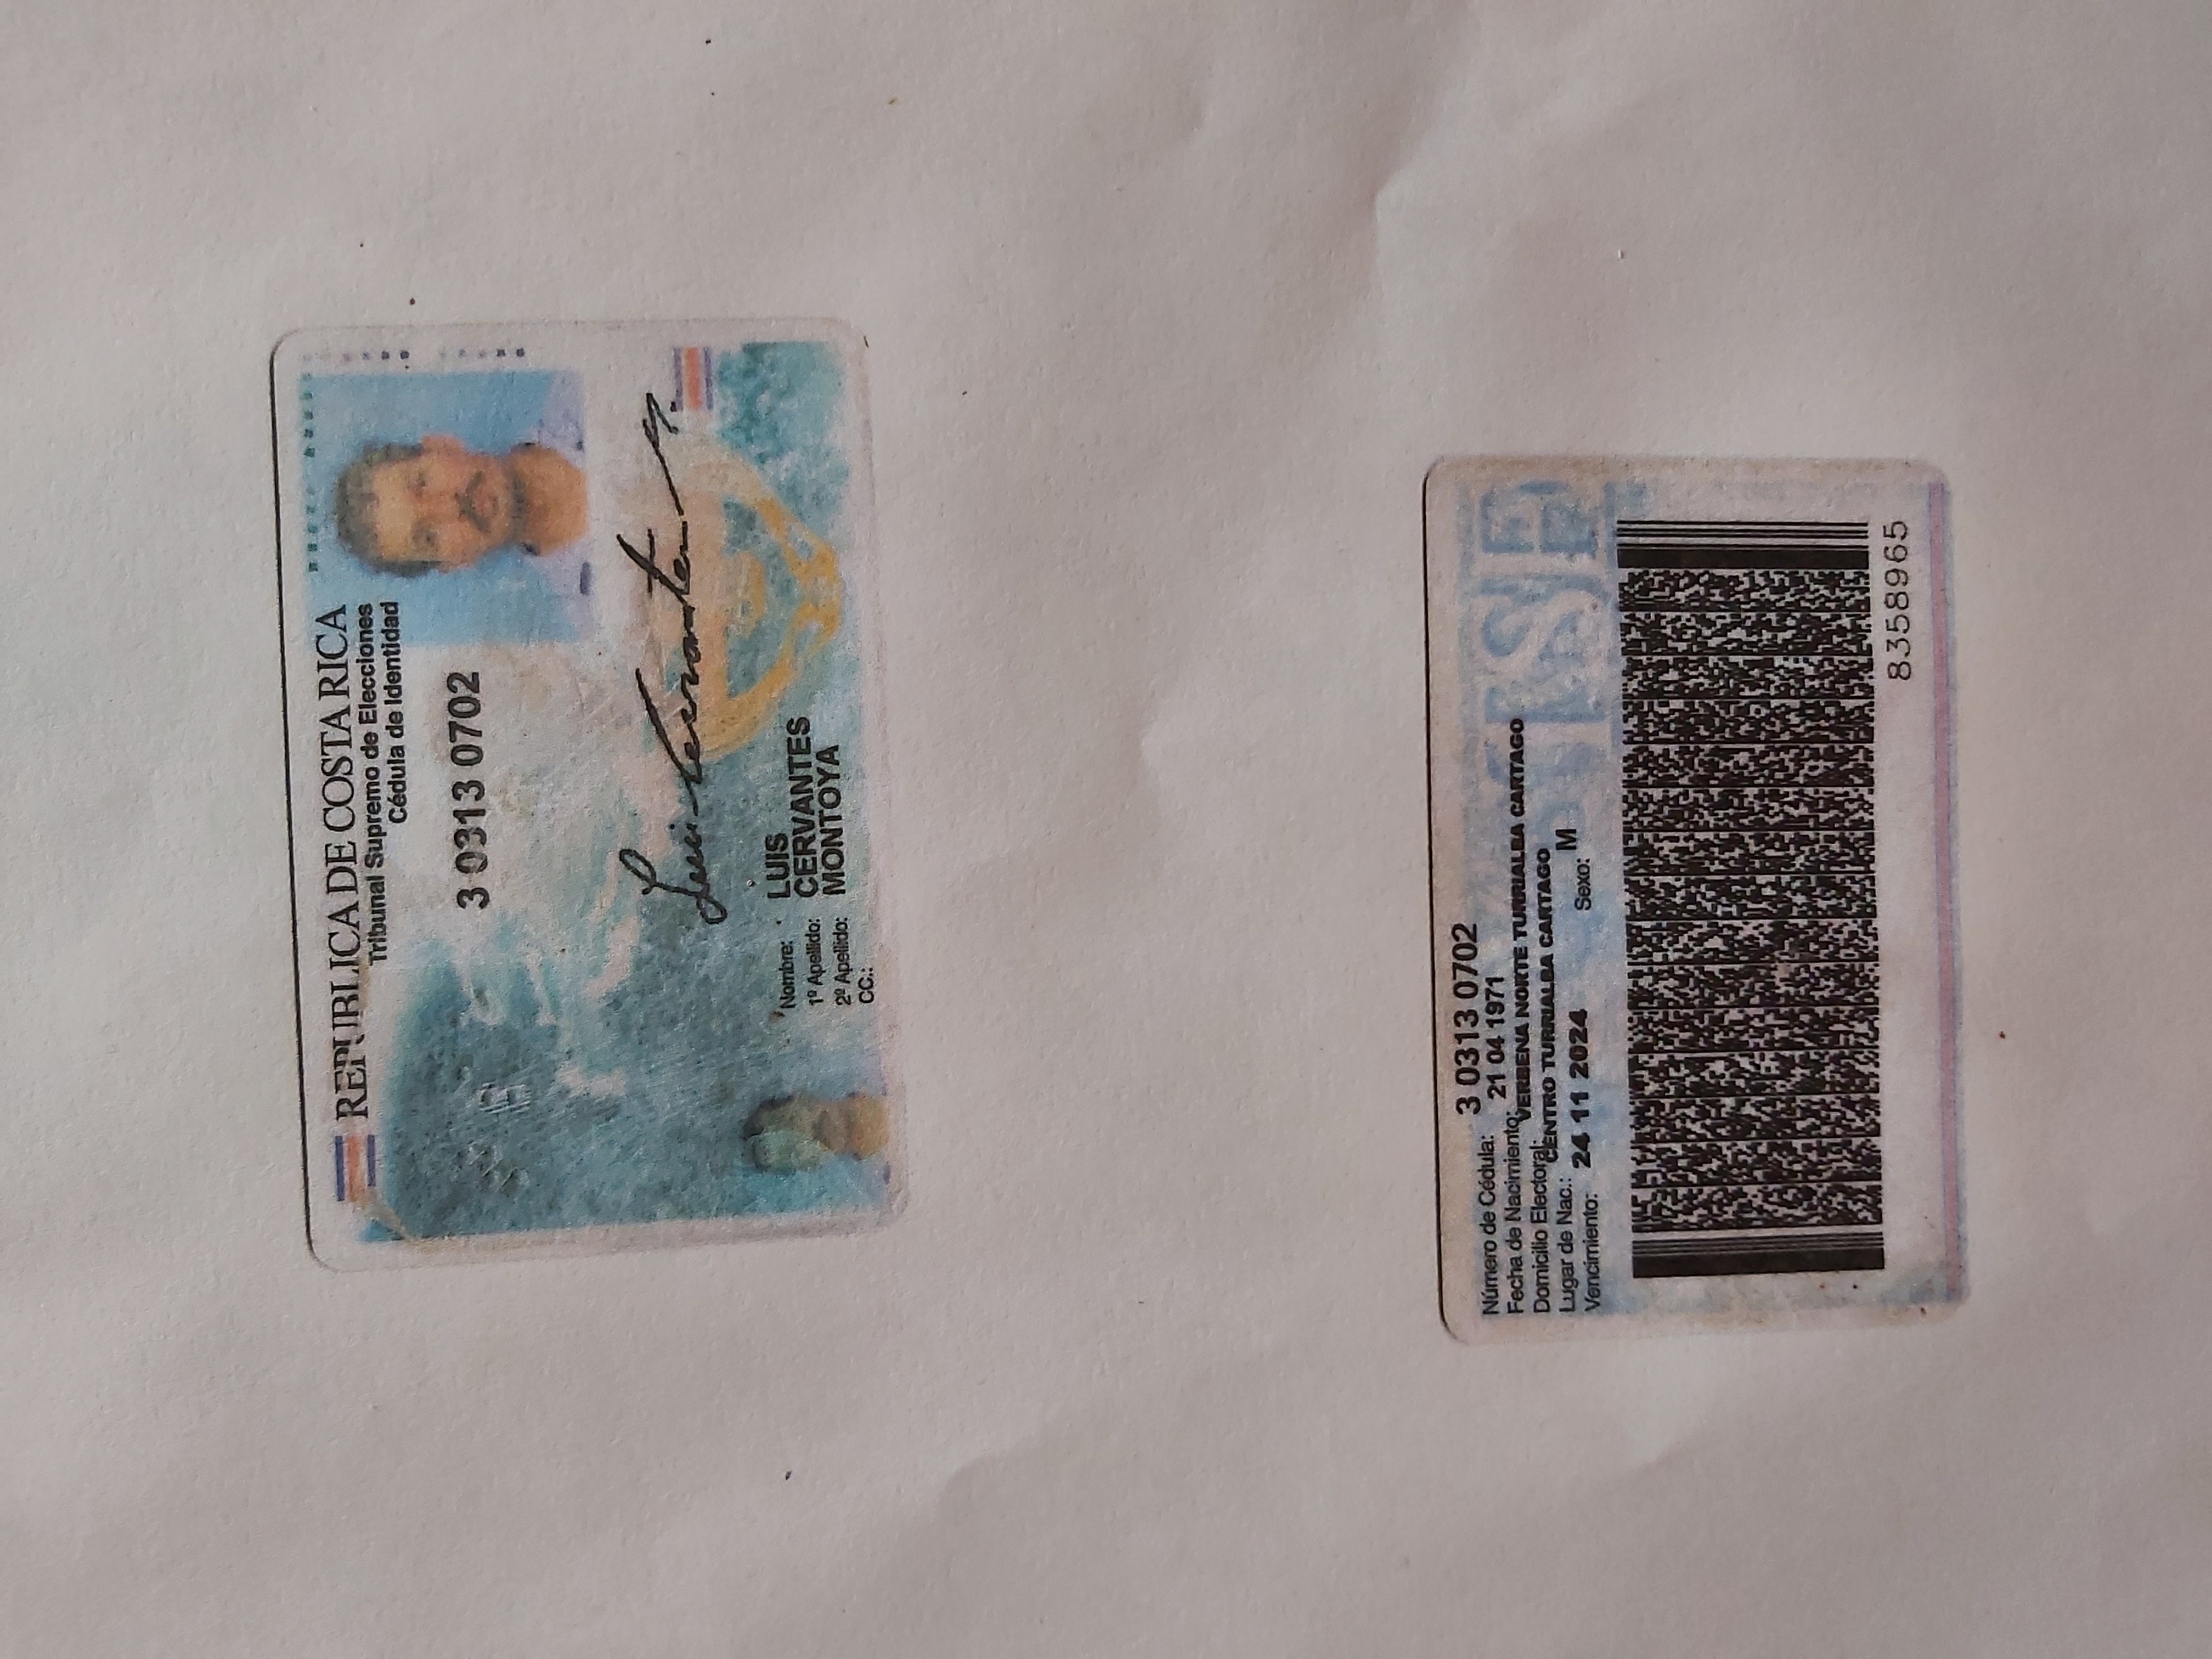 REPUBLICA DE COSTA RICA
Tribunal Supremo de Elecciones
Cédula de Identidad
3 0313 0702
Luis Cervantes M.
Nombre: LUIS
1º Apellido: CERVANTES
2º Apellido: MONTOYA
CC.:
Número de Cédula: 3 0313 0702
Fecha de Nacimiento: 21 04 1971
Domicilio Electoral: VERBENA NORTE TURRIALBA CARTAGO
Lugar de Nac.: CENTRO TURRIALBA CARTAGO
Vencimiento: 24 11 2024 Sexo: M
TSE
8358965